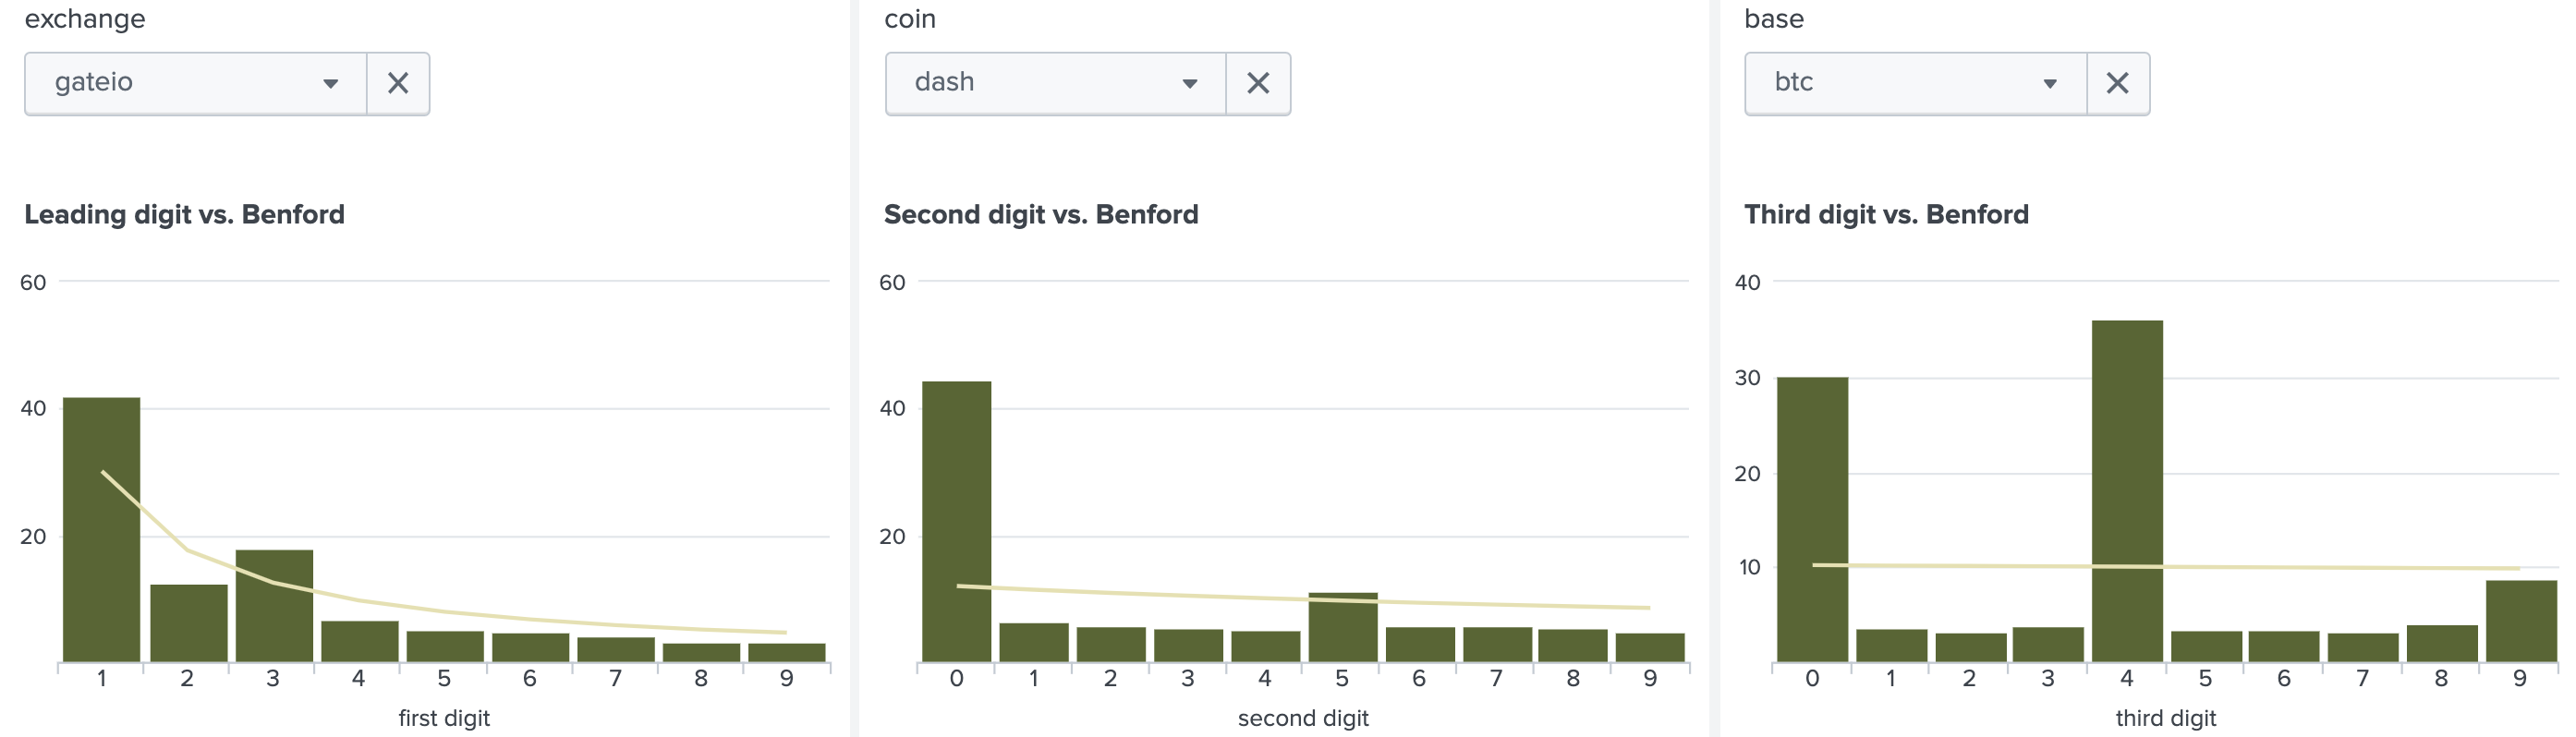 exchange
gateio
coin
dash
base
btc
Leading digit vs. Benford
60
40
20
1 2 3 4 5 6 7 8 9
first digit
Second digit vs. Benford
60
40
20
0 1 2 3 4 5 6 7 8 9
second digit
Third digit vs. Benford
40
30
20
10
0 1 2 3 4 5 6 7 8 9
third digit